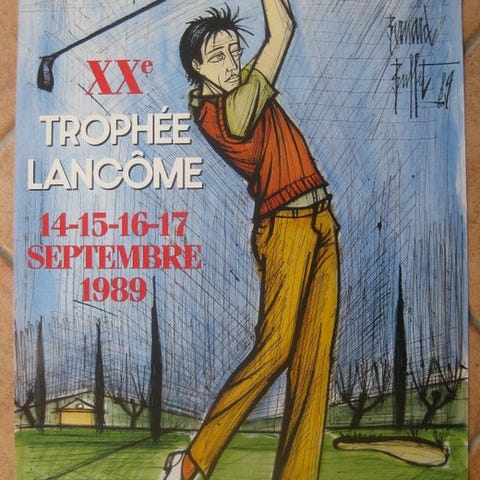 XXe
TROPHÉE
LANCÔME
14-15-16-17
SEPTEMBRE
1989
Bernard
Buffet 89